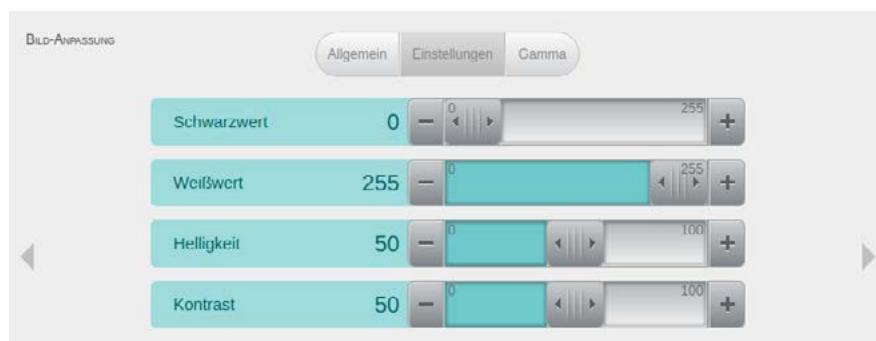 Bild-Anpassung
Allgemein Einstellungen Gamma
Schwarzwert 0 − 0 255 +
Weißwert 255 − 0 255 +
Helligkeit 50 − 0 100 +
Kontrast 50 − 0 100 +